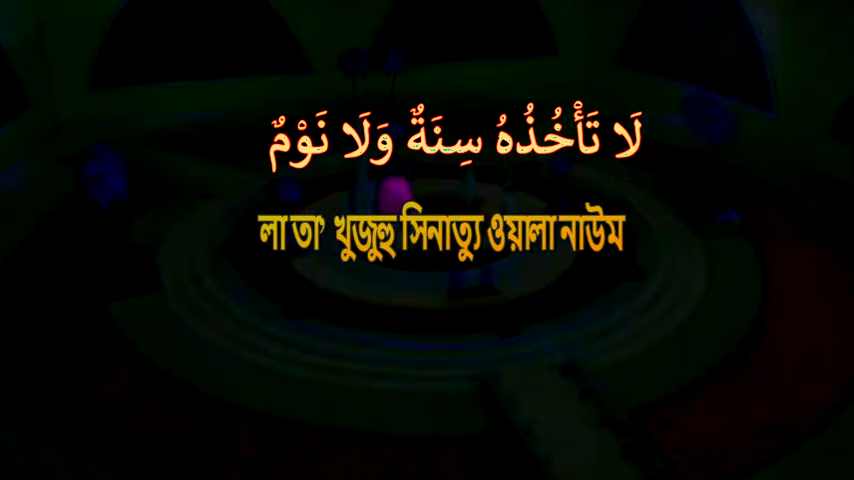 لَا تَأْخُذُهُ سِنَةٌ وَلَا نَوْمٌ
লা তা’ খুজুহু সিনাত্যু ওয়ালা নাউম